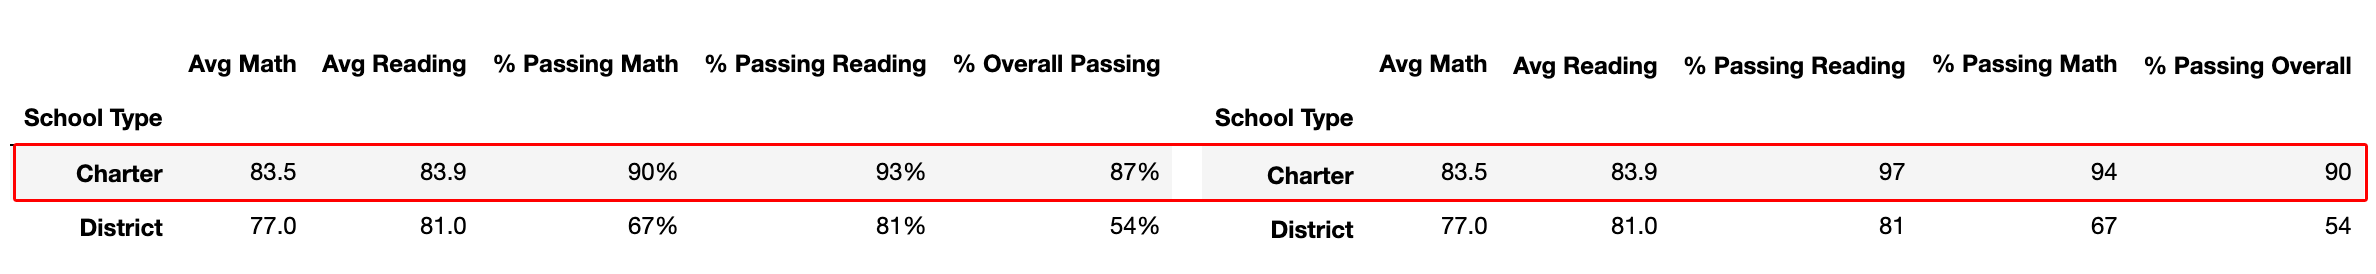 Avg Math Avg Reading % Passing Math % Passing Reading % Overall Passing Avg Math Avg Reading % Passing Reading % Passing Math % Passing Overall
School Type School Type
Charter 83.5 83.9 90% 93% 87% Charter 83.5 83.9 97 94 90
District 77.0 81.0 67% 81% 54% District 77.0 81.0 81 67 54